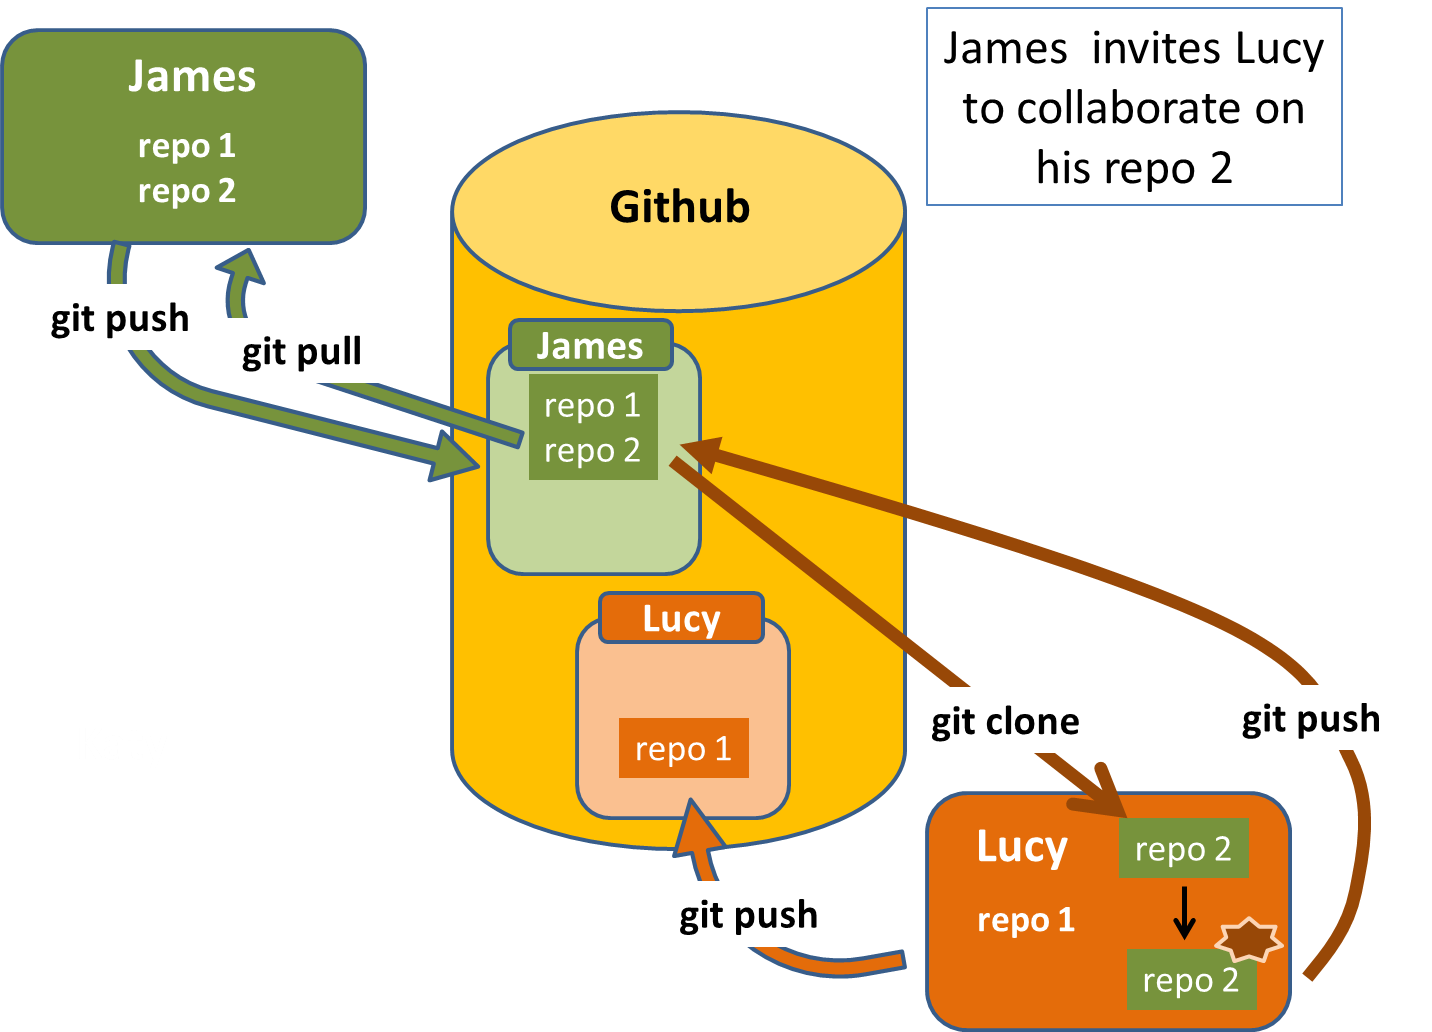 James
repo 1
repo 2
James invites Lucy
to collaborate on
his repo 2
Github
git push
git pull
James
repo 1
repo 2
Lucy
repo 1
git clone
git push
git push
Lucy
repo 1
repo 2
repo 2